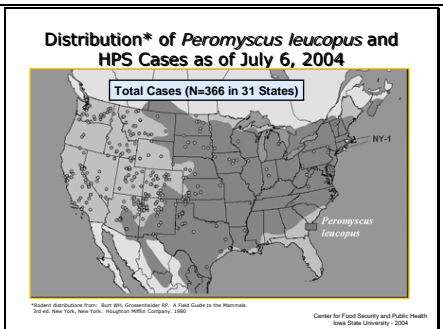 Distribution* of Peromyscus leucopus and
HPS Cases as of July 6, 2004
Total Cases (N=366 in 31 States)
NY-1
Peromyscus
leucopus
*Rodent distributions from: Burt WH, Grossenheider RP. A Field Guide to the Mammals.
3rd ed. New York, New York. Houghton Mifflin Company. 1980
Center for Food Security and Public Health
Iowa State University - 2004